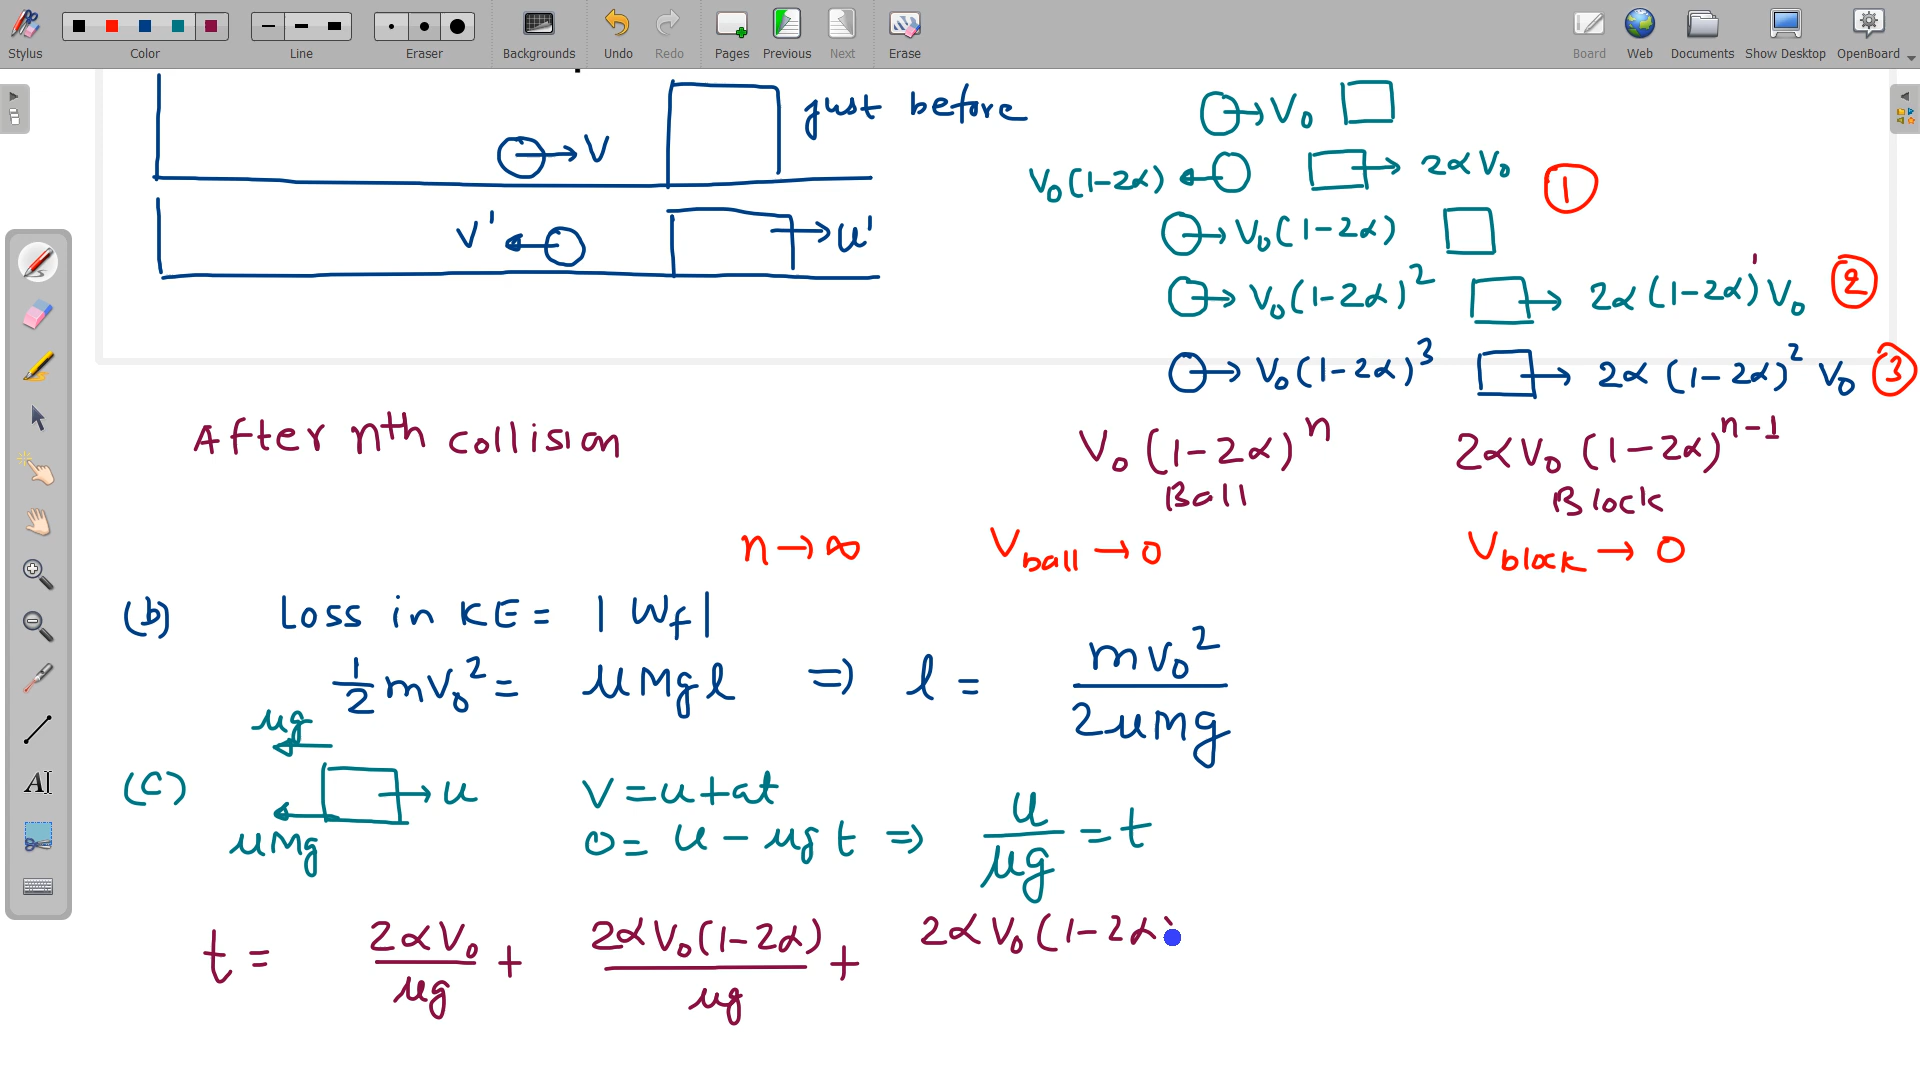 Stylus Color Line Eraser Backgrounds Undo Redo Pages Previous Next Erase Board Web Documents Show Desktop OpenBoard
just before
V
V' u'
→V₀
V₀(1-2α) 2αV₀ 1
V₀(1-2α)
V₀(1-2α)² 2α(1-2α)'V₀ 2
V₀(1-2α)³ 2α(1-2α)²V₀ 3
After nth collision V₀(1-2α)ⁿ 2αV₀(1-2α)ⁿ⁻¹
Ball Block
n→∞ V_ball→0 V_block→0
(b) Loss in KE = |W_f|
½mV₀² = μMgl ⇒ l = mV₀²/2μMg
μg
(C) u V=u+at
μMg 0=u-μgt ⇒ u/μg = t
t = 2αV₀/μg + 2αV₀(1-2α)/μg + 2αV₀(1-2α)
AI